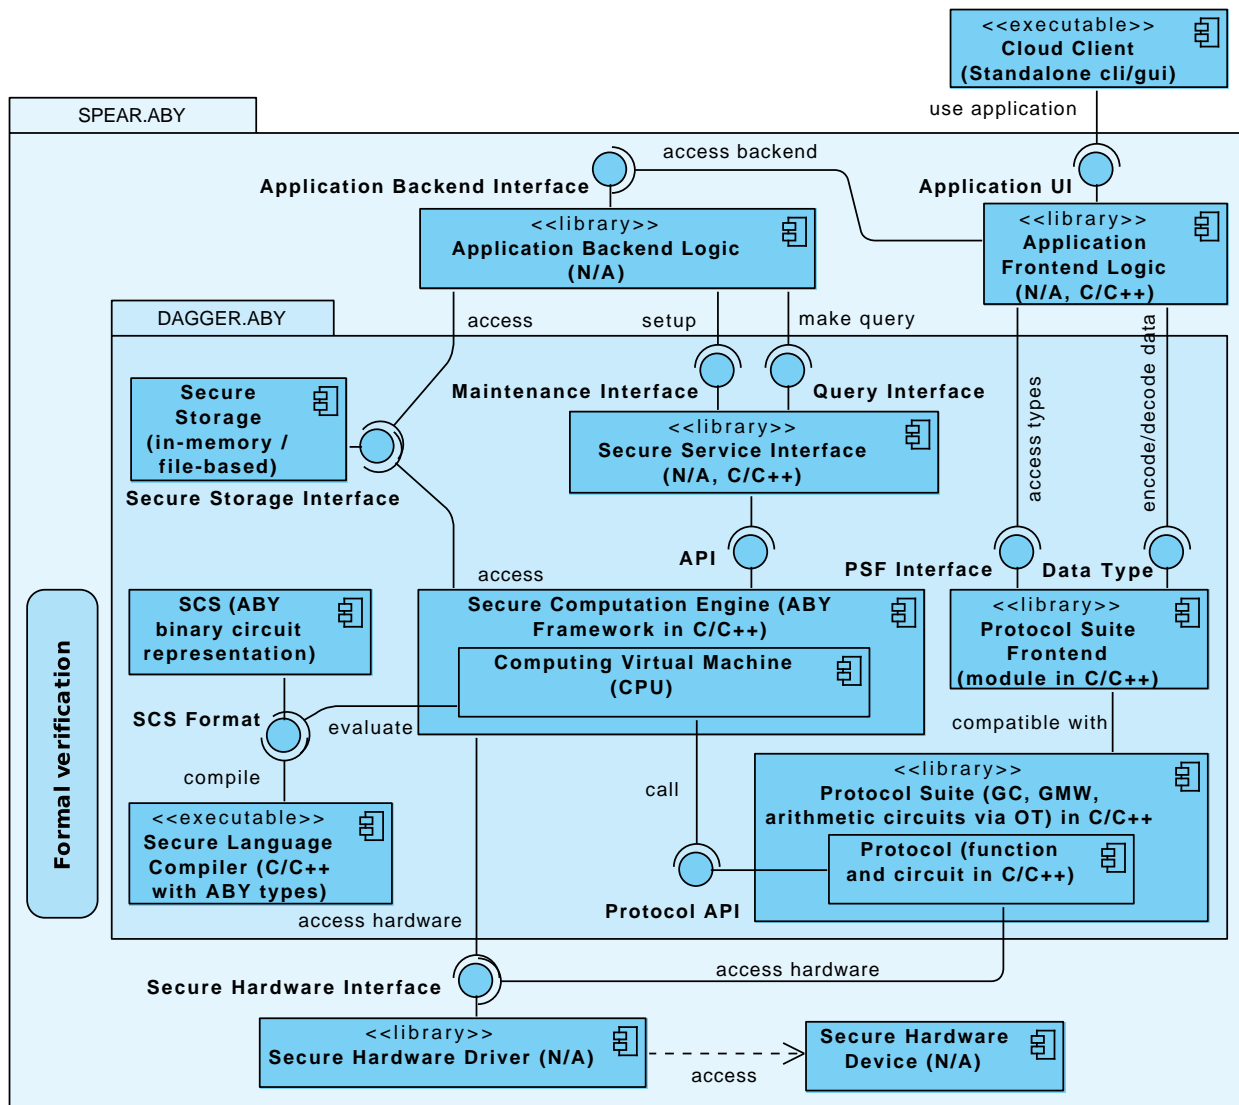 <<executable>>
Cloud Client
(Standalone cli/gui)
use application
SPEAR.ABY
access backend
Application Backend Interface
Application UI
<<library>>
Application Backend Logic
(N/A)
<<library>>
Application
Frontend Logic
(N/A, C/C++)
DAGGER.ABY
access
setup
make query
access types
encode/decode data
Maintenance Interface
Query Interface
Secure
Storage
(in-memory /
file-based)
Secure Storage Interface
<<library>>
Secure Service Interface
(N/A, C/C++)
API
PSF Interface
Data Type
access
SCS (ABY
binary circuit
representation)
Secure Computation Engine (ABY
Framework in C/C++)
Computing Virtual Machine
(CPU)
<<library>>
Protocol Suite
Frontend
(module in C/C++)
Formal verification
SCS Format
evaluate
compatible with
compile
call
<<executable>>
Secure Language
Compiler (C/C++
with ABY types)
<<library>>
Protocol Suite (GC, GMW,
arithmetic circuits via OT) in C/C++
Protocol (function
and circuit in C/C++)
Protocol API
access hardware
access hardware
Secure Hardware Interface
<<library>>
Secure Hardware Driver (N/A)
access
Secure Hardware
Device (N/A)